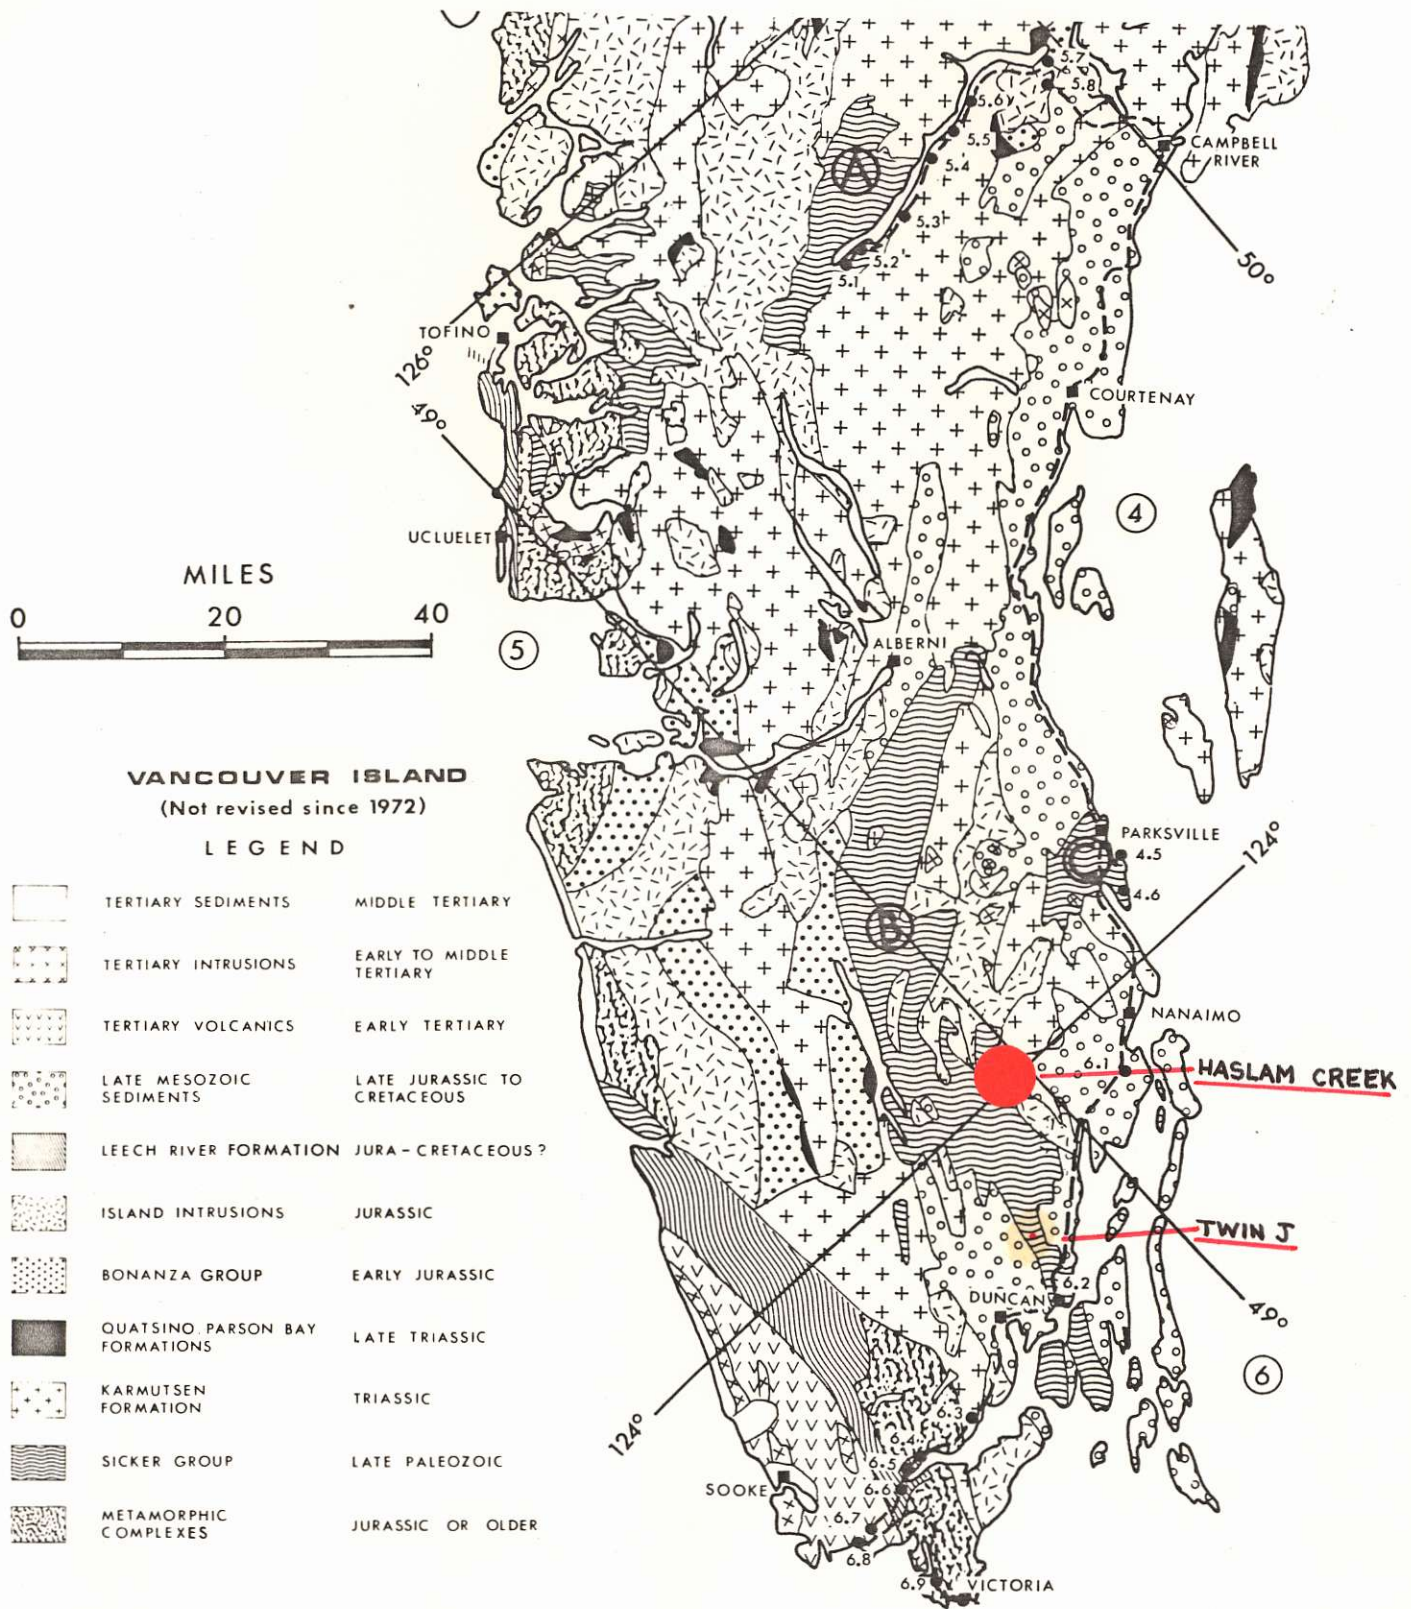 5.7
5.8
5.6
5.5
5.4
CAMPBELL
RIVER
A
5.3
5.2
5.1
50°
TOFINO
126°
49°
COURTENAY
4
UCLUELET
MILES
0 20 40
5
ALBERNI
VANCOUVER ISLAND
(Not revised since 1972)
LEGEND
PARKSVILLE
124°
C
4.5
4.6
TERTIARY SEDIMENTS MIDDLE TERTIARY
B
TERTIARY INTRUSIONS EARLY TO MIDDLE
TERTIARY
TERTIARY VOLCANICS EARLY TERTIARY
NANAIMO
LATE MESOZOIC LATE JURASSIC TO
SEDIMENTS CRETACEOUS
6.1
HASLAM CREEK
LEECH RIVER FORMATION JURA-CRETACEOUS?
ISLAND INTRUSIONS JURASSIC
TWIN J
BONANZA GROUP EARLY JURASSIC
6.2
DUNCAN
49°
QUATSINO, PARSON BAY LATE TRIASSIC
FORMATIONS
6
KARMUTSEN TRIASSIC
FORMATION
124°
6.3
6.4
SICKER GROUP LATE PALEOZOIC
6.5
SOOKE
6.6
METAMORPHIC
COMPLEXES JURASSIC OR OLDER
6.7
6.8
6.9
VICTORIA